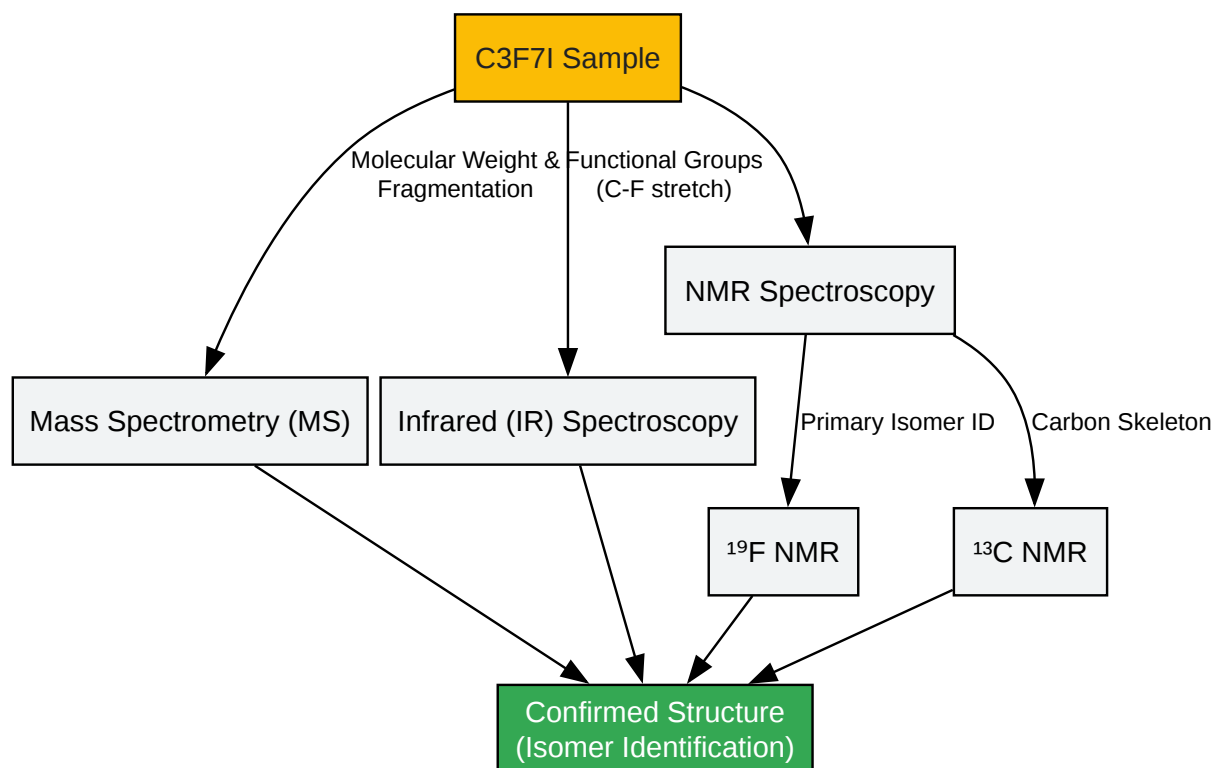 C3F7I Sample
Molecular Weight &
Fragmentation
Functional Groups
(C-F stretch)
NMR Spectroscopy
Mass Spectrometry (MS)
Infrared (IR) Spectroscopy
Primary Isomer ID
Carbon Skeleton
¹⁹F NMR
¹³C NMR
Confirmed Structure
(Isomer Identification)